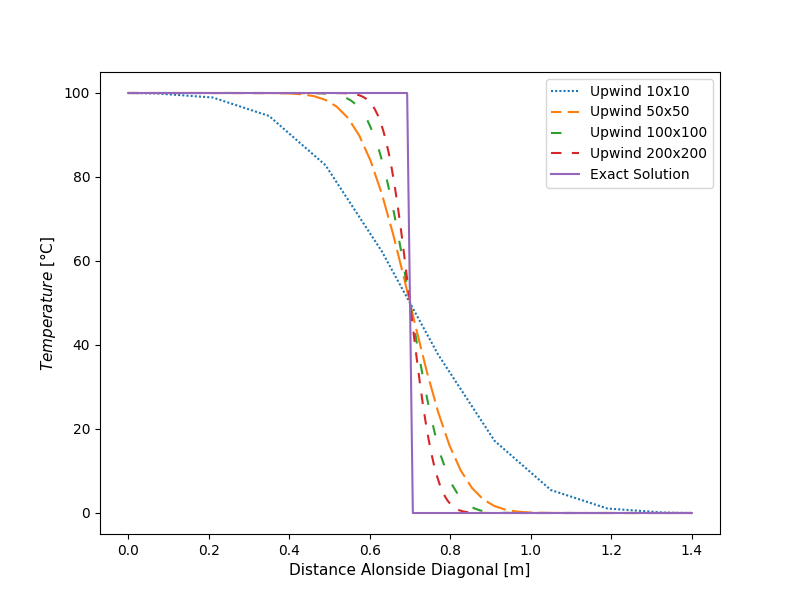 Upwind 10x10
Upwind 50x50
Upwind 100x100
Upwind 200x200
Exact Solution
100
80
60
40
20
0
Temperature [°C]
0.0 0.2 0.4 0.6 0.8 1.0 1.2 1.4
Distance Alonside Diagonal [m]